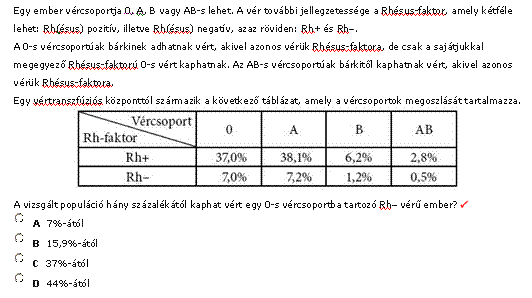 Egy ember vércsoportja 0, A, B vagy AB-s lehet. A vér további jellegzetessége a Rhésus-faktor, amely kétféle
lehet: Rh(ésus) pozitív, illetve Rh(ésus) negatív, azaz röviden: Rh+ és Rh–.
A 0-s vércsoportúak bárkinek adhatnak vért, akivel azonos vérük Rhésus-faktora, de csak a sajátjukkal
megegyező Rhésus-faktorú 0-s vért kaphatnak. Az AB-s vércsoportúak bárkitől kaphatnak vért, akivel azonos
vérük Rhésus-faktora.
Egy vértranszfúziós központtól származik a következő táblázat, amely a vércsoportok megoszlását tartalmazza.
Vércsoport
Rh-faktor 0 A B AB
Rh+ 37,0% 38,1% 6,2% 2,8%
Rh– 7,0% 7,2% 1,2% 0,5%
A vizsgált populáció hány százalékától kaphat vért egy 0-s vércsoportba tartozó Rh– vérű ember? ✓
A 7%-ától
B 15,9%-ától
C 37%-ától
D 44%-ától